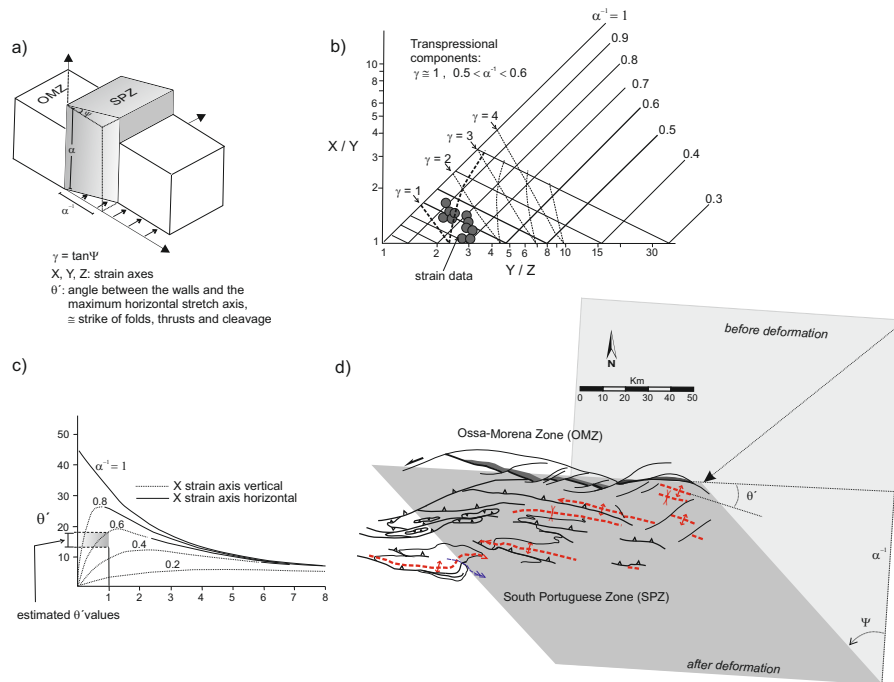 a)
OMZ
SPZ
Ψ
α
α⁻¹
γ = tanΨ
X, Y, Z: strain axes
θ´: angle between the walls and the
maximum horizontal stretch axis,
≅ strike of folds, thrusts and cleavage
b)
Transpressional
components:
γ ≅ 1 , 0.5 < α⁻¹ < 0.6
α⁻¹ = 1
0.9
0.8
0.7
0.6
0.5
0.4
0.3
γ = 4
γ = 3
γ = 2
γ = 1
X / Y
10
5
4
3
2
1
1
2
3
4
5
6
7
8
10
15
20
30
Y / Z
strain data
c)
50
40
30
20
10
θ´
α⁻¹ = 1
0.8
0.6
0.4
0.2
X strain axis vertical
X strain axis horizontal
0 1 2 3 4 5 6 7 8
estimated θ´values
d)
before deformation
N
Km
0 10 20 30 40 50
Ossa-Morena Zone (OMZ)
θ´
α⁻¹
Ψ
South Portuguese Zone (SPZ)
after deformation